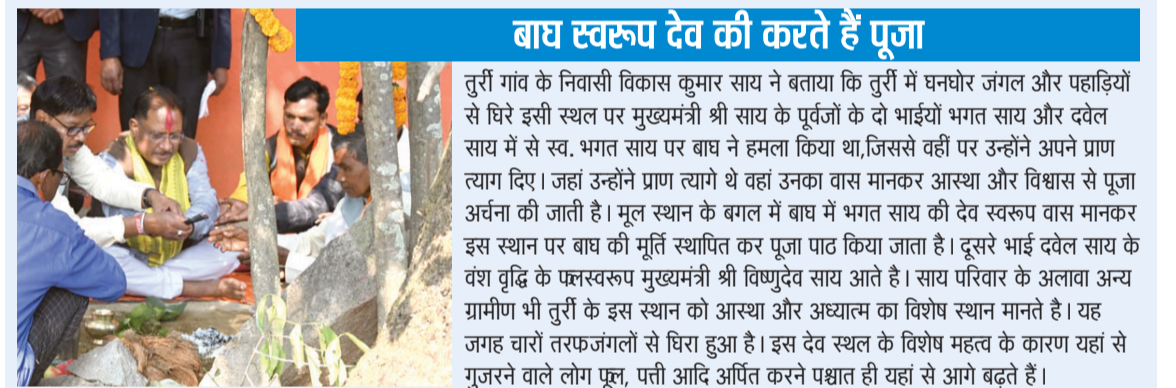 बाघ स्वरूप देव की करते हैं पूजा
तुर्री गांव के निवासी विकास कुमार साय ने बताया कि तुर्री में घनघोर जंगल और पहाड़ियों
से घिरे इसी स्थल पर मुख्यमंत्री श्री साय के पूर्वजों के दो भाईयों भगत साय और दवेल
साय में से स्व. भगत साय पर बाघ ने हमला किया था,जिससे वहीं पर उन्होंने अपने प्राण
त्याग दिए। जहां उन्होंने प्राण त्यागे थे वहां उनका वास मानकर आस्था और विश्वास से पूजा
अर्चना की जाती है। मूल स्थान के बगल में बाघ में भगत साय की देव स्वरूप वास मानकर
इस स्थान पर बाघ की मूर्ति स्थापित कर पूजा पाठ किया जाता है। दूसरे भाई दवेल साय के
वंश वृद्धि के फलस्वरूप मुख्यमंत्री श्री विष्णुदेव साय आते है। साय परिवार के अलावा अन्य
ग्रामीण भी तुर्री के इस स्थान को आस्था और अध्यात्म का विशेष स्थान मानते है। यह
जगह चारों तरफजंगलों से घिरा हुआ है। इस देव स्थल के विशेष महत्व के कारण यहां से
गुजरने वाले लोग फूल, पत्ती आदि अर्पित करने पश्चात ही यहां से आगे बढ़ते हैं।